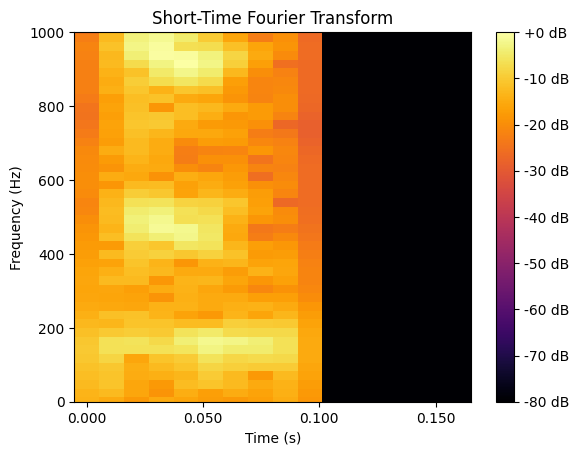 Short-Time Fourier Transform
1000
800
600
400
200
0
Frequency (Hz)
0.000
0.050
0.100
0.150
Time (s)
+0 dB
-10 dB
-20 dB
-30 dB
-40 dB
-50 dB
-60 dB
-70 dB
-80 dB